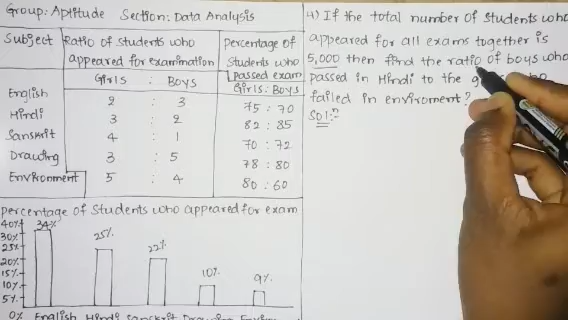 Group: Aptitude Section: Data Analysis
Subject Ratio of Students who appeared for examination Percentage of Students who Passed exam
Girls : Boys Girls : Boys
English 2 : 3 75 : 70
Hindi 3 : 2 82 : 85
Sanskrit 4 : 1 70 : 72
Drawing 3 : 5 78 : 80
Environment 5 : 4 80 : 60
percentage of Students who appeared for exam
40% 34%
30%
25% 25%
20% 22%
15%
10% 10% 9%
5%
0% English Hindi Sanskrit Drawing
4) If the total number of Students who
appeared for all exams together is
5,000 then find the ratio of boys who
passed in Hindi to the
failed in enviroment?
Sol:-